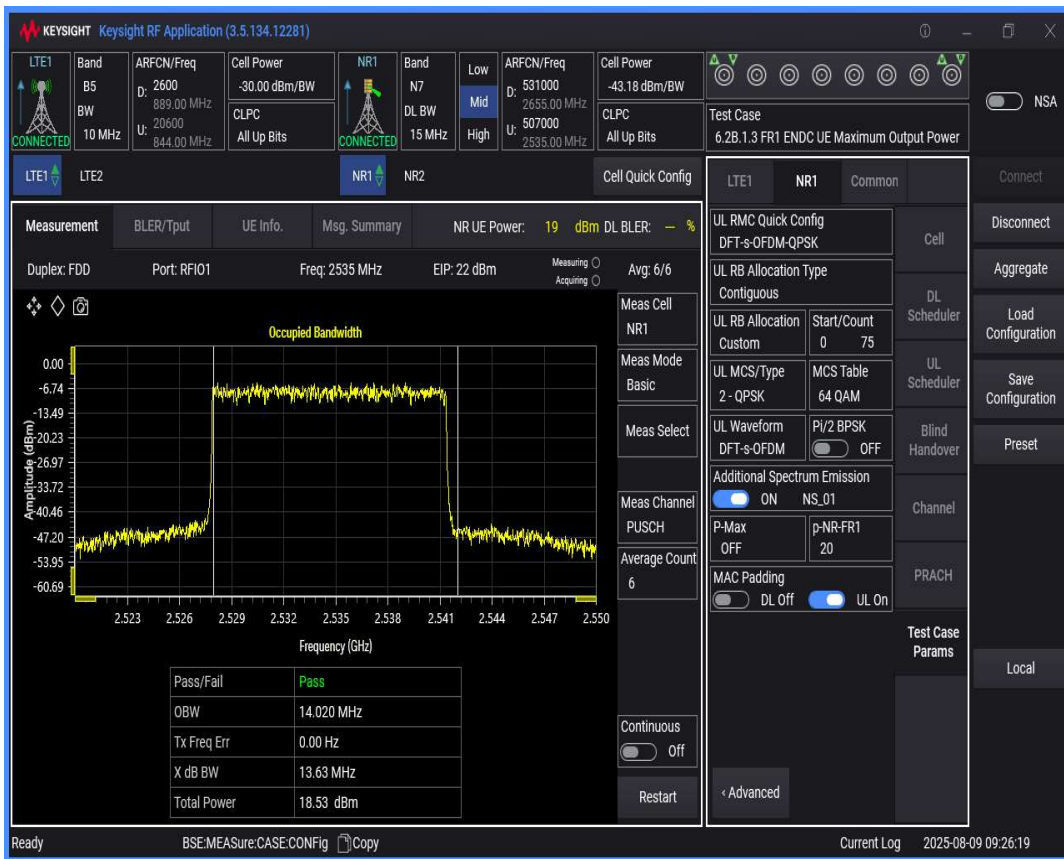 KEYSIGHT Keysight RF Application (3.5.134.12281)
LTE1
CONNECTED
Band
B5
BW
10 MHz
ARFCN/Freq
D: 2600
889.00 MHz
U: 20600
844.00 MHz
Cell Power
-30.00 dBm/BW
CLPC
All Up Bits
NR1
CONNECTED
Band
N7
DL BW
15 MHz
Low
Mid
High
ARFCN/Freq
D: 531000
2655.00 MHz
U: 507000
2535.00 MHz
Cell Power
-43.18 dBm/BW
CLPC
All Up Bits
Test Case
6.2B.1.3 FR1 ENDC UE Maximum Output Power
NSA
LTE1 LTE2 NR1 NR2 Cell Quick Config
Measurement BLER/Tput UE Info. Msg. Summary NR UE Power: 19 dBm DL BLER: — %
Duplex: FDD Port: RFIO1 Freq: 2535 MHz EIP: 22 dBm Measuring Acquiring Avg: 6/6
Occupied Bandwidth
Amplitude (dBm)
0.00
-6.74
-13.49
-20.23
-26.97
-33.72
-40.46
-47.20
-53.95
-60.69
2.523 2.526 2.529 2.532 2.535 2.538 2.541 2.544 2.547 2.550
Frequency (GHz)
Pass/Fail Pass
OBW 14.020 MHz
Tx Freq Err 0.00 Hz
X dB BW 13.63 MHz
Total Power 18.53 dBm
Meas Cell
NR1
Meas Mode
Basic
Meas Select
Meas Channel
PUSCH
Average Count
6
Continuous
Off
Restart
LTE1 NR1 Common
UL RMC Quick Config
DFT-s-OFDM-QPSK
UL RB Allocation Type
Contiguous
UL RB Allocation
Custom
Start/Count
0 75
UL MCS/Type
2 - QPSK
MCS Table
64 QAM
UL Waveform
DFT-s-OFDM
Pi/2 BPSK
OFF
Additional Spectrum Emission
ON NS_01
P-Max
OFF
p-NR-FR1
20
MAC Padding
DL Off UL On
‹ Advanced
Cell
DL
Scheduler
UL
Scheduler
Blind
Handover
Channel
PRACH
Test Case
Params
Connect
Disconnect
Aggregate
Load
Configuration
Save
Configuration
Preset
Local
Ready BSE:MEASure:CASE:CONFig Copy Current Log 2025-08-09 09:26:19